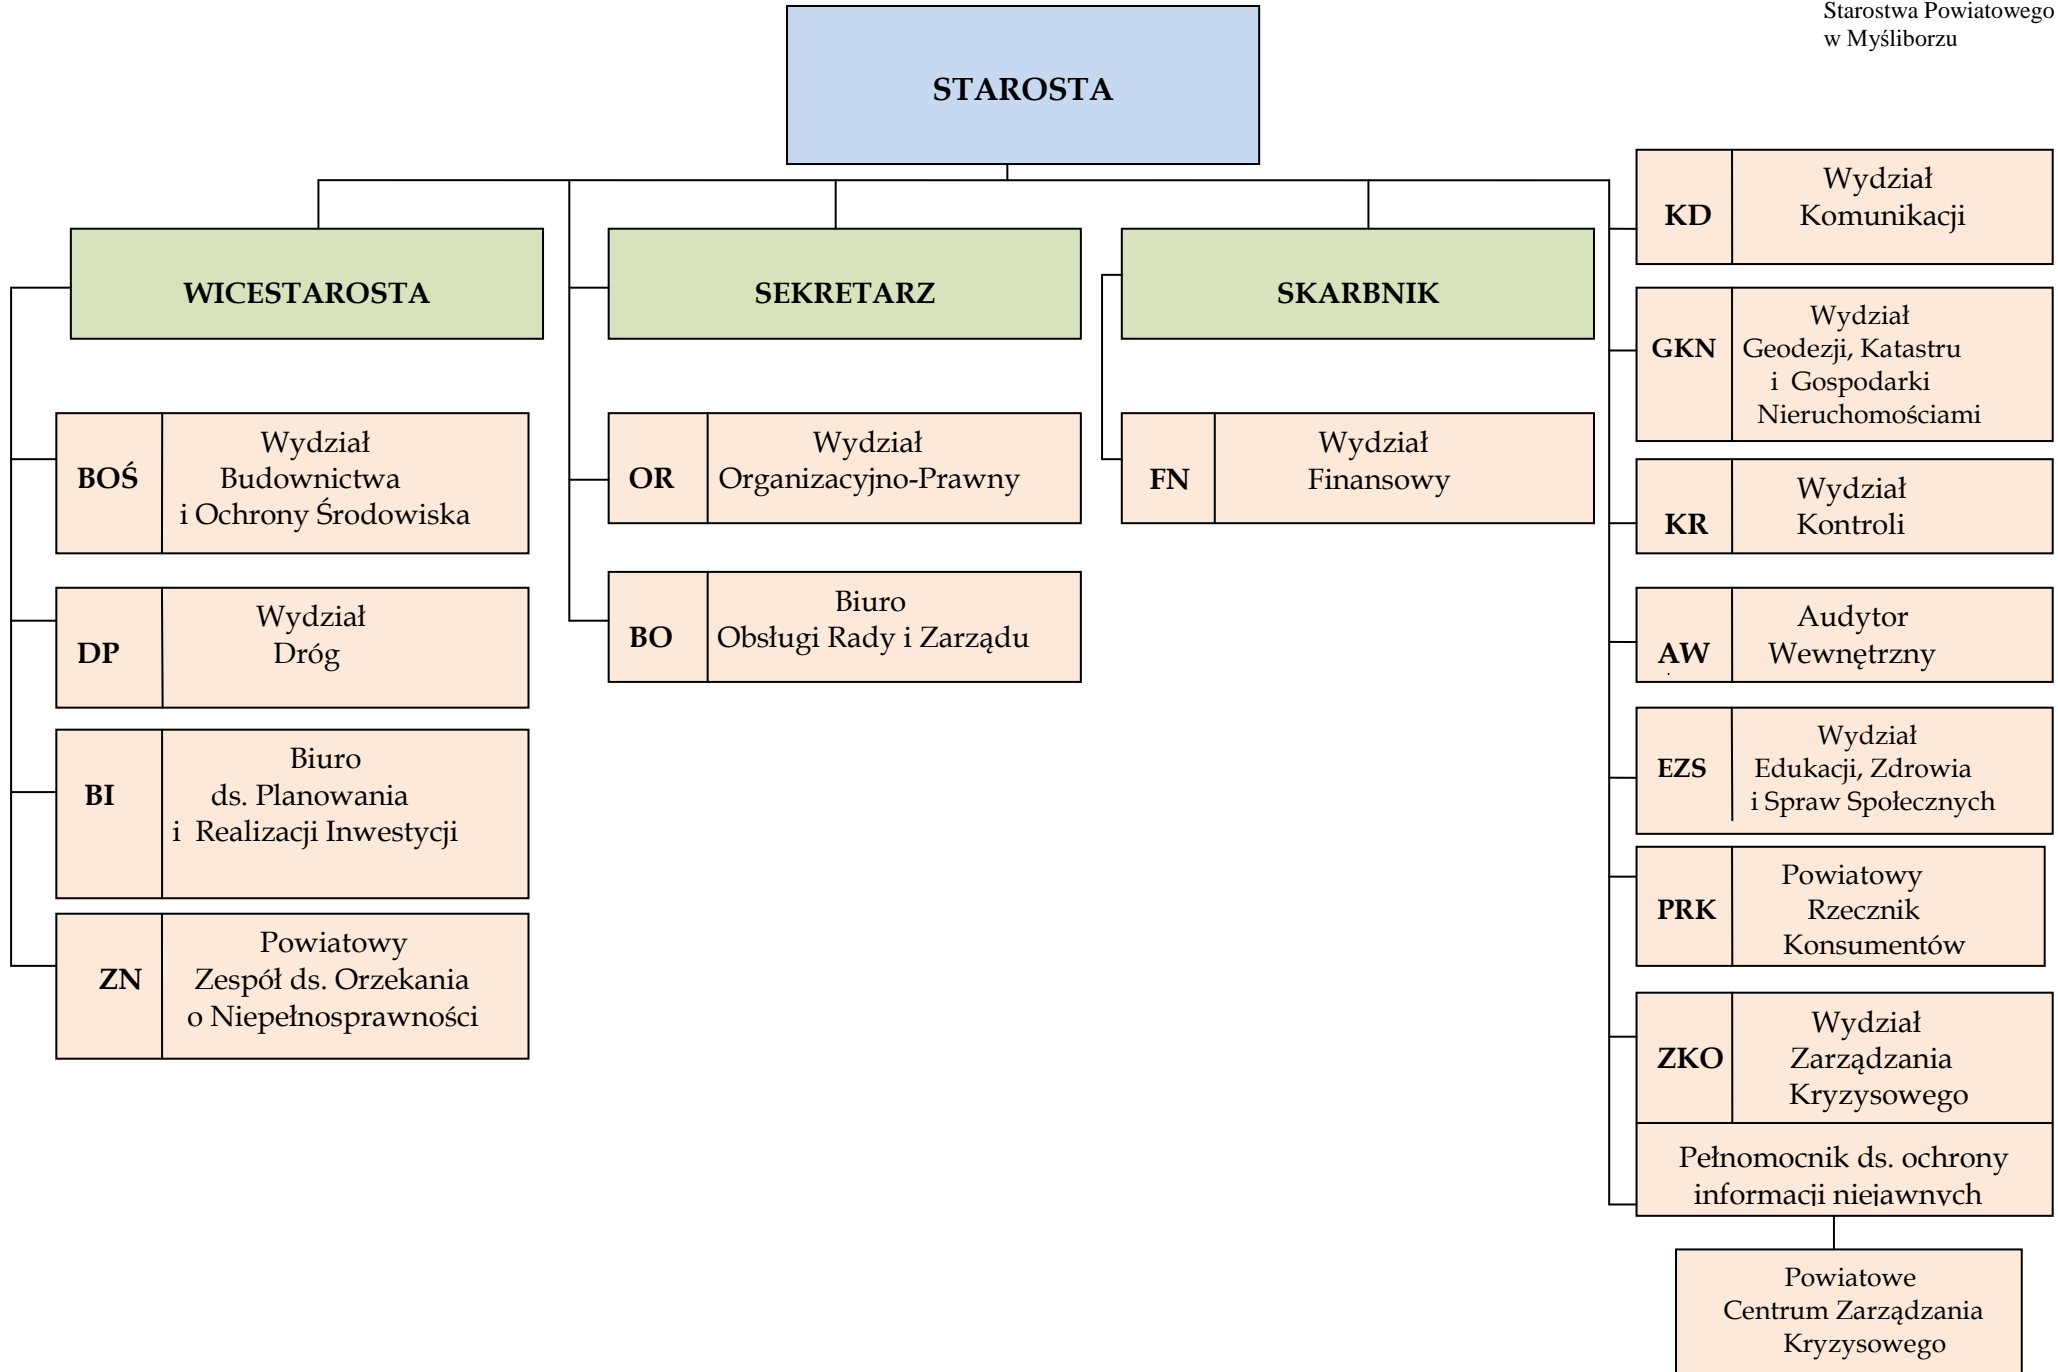 Starostwa Powiatowego
w Myśliborzu
STAROSTA
WICESTAROSTA
SEKRETARZ
SKARBNIK
BOŚ
Wydział
Budownictwa
i Ochrony Środowiska
DP
Wydział
Dróg
BI
Biuro
ds. Planowania
i Realizacji Inwestycji
ZN
Powiatowy
Zespół ds. Orzekania
o Niepełnosprawności
OR
Wydział
Organizacyjno-Prawny
BO
Biuro
Obsługi Rady i Zarządu
FN
Wydział
Finansowy
KD
Wydział
Komunikacji
GKN
Wydział
Geodezji, Katastru
i Gospodarki
Nieruchomościami
KR
Wydział
Kontroli
AW
Audytor
Wewnętrzny
EZS
Wydział
Edukacji, Zdrowia
i Spraw Społecznych
PRK
Powiatowy
Rzecznik
Konsumentów
ZKO
Wydział
Zarządzania
Kryzysowego
Pełnomocnik ds. ochrony
informacji niejawnych
Powiatowe
Centrum Zarządzania
Kryzysowego